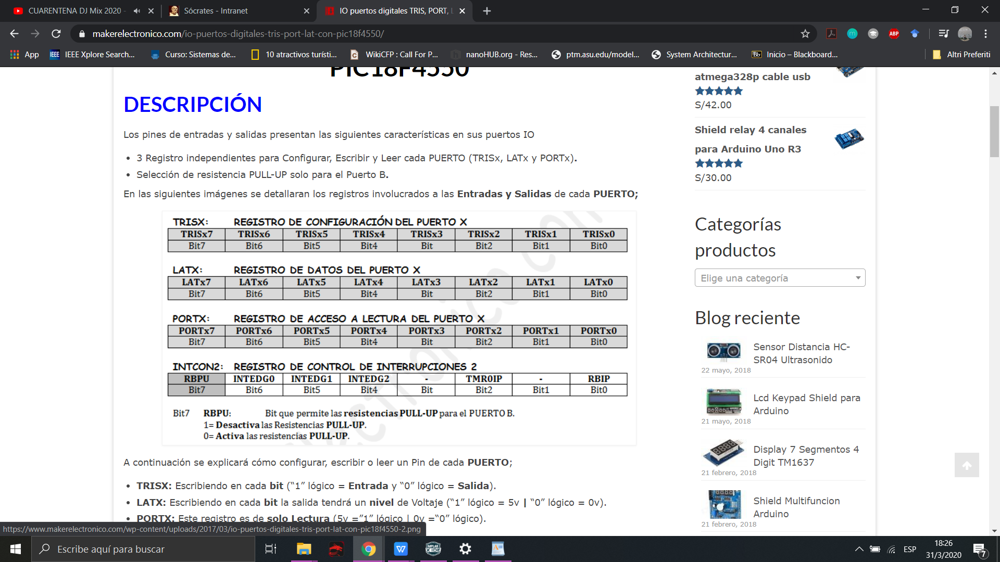 CUARENTENA DJ Mix 2020 -
Sócrates - Intranet
IO puertos digitales TRIS, PORT, L
makerelectronico.com/io-puertos-digitales-tris-port-lat-con-pic18f4550/
ABP
App
IEEE Xplore Search...
Curso: Sistemas de...
10 atractivos turísti...
WikiCFP : Call For P...
nanoHUB.org - Res...
ptm.asu.edu/model...
System Architectur...
Inicio – Blackboard...
Altri Preferiti
PIC18F4550
DESCRIPCIÓN
Los pines de entradas y salidas presentan las siguientes características en sus puertos IO
• 3 Registro independientes para Configurar, Escribir y Leer cada PUERTO (TRISx, LATx y PORTx).
• Selección de resistencia PULL-UP solo para el Puerto B.
En las siguientes imágenes se detallaran los registros involucrados a las Entradas y Salidas de cada PUERTO;
TRISX: REGISTRO DE CONFIGURACIÓN DEL PUERTO X
TRISx7 TRISx6 TRISx5 TRISx4 TRISx3 TRISx2 TRISx1 TRISx0
Bit7 Bit6 Bit5 Bit4 Bit Bit2 Bit1 Bit0
LATX: REGISTRO DE DATOS DEL PUERTO X
LATx7 LATx6 LATx5 LATx4 LATx3 LATx2 LATx1 LATx0
Bit7 Bit6 Bit5 Bit4 Bit Bit2 Bit1 Bit0
PORTX: REGISTRO DE ACCESO A LECTURA DEL PUERTO X
PORTx7 PORTx6 PORTx5 PORTx4 PORTx3 PORTx2 PORTx1 PORTx0
Bit7 Bit6 Bit5 Bit4 Bit Bit2 Bit1 Bit0
INTCON2: REGISTRO DE CONTROL DE INTERRUPCIONES 2
RBPU INTEDG0 INTEDG1 INTEDG2 - TMR0IP - RBIP
Bit7 Bit6 Bit5 Bit4 Bit Bit2 Bit1 Bit0
Bit7 RBPU: Bit que permite las resistencias PULL-UP para el PUERTO B.
1= Desactiva las Resistencias PULL-UP.
0= Activa las resistencias PULL-UP.
A continuación se explicará cómo configurar, escribir o leer un Pin de cada PUERTO;
• TRISX: Escribiendo en cada bit (“1” lógico = Entrada y “0” lógico = Salida).
• LATX: Escribiendo en cada bit la salida tendrá un nivel de Voltaje (“1” lógico = 5v | “0” lógico = 0v).
• PORTX: Este registro es de solo Lectura (5v =”1” lógico | 0v =“0” lógico).
atmega328p cable usb
S/42.00
Shield relay 4 canales
para Arduino Uno R3
S/30.00
Categorías
productos
Elige una categoría
Blog reciente
Sensor Distancia HC-
SR04 Ultrasonido
22 mayo, 2018
Lcd Keypad Shield para
Arduino
21 mayo, 2018
Display 7 Segmentos 4
Digit TM1637
21 febrero, 2018
Shield Multifuncion
Arduino
21 febrero, 2018
https://www.makerelectronico.com/wp-content/uploads/2017/03/io-puertos-digitales-tris-port-lat-con-pic18f4550-2.png
Escribe aquí para buscar
ESP
18:26
31/3/2020
7